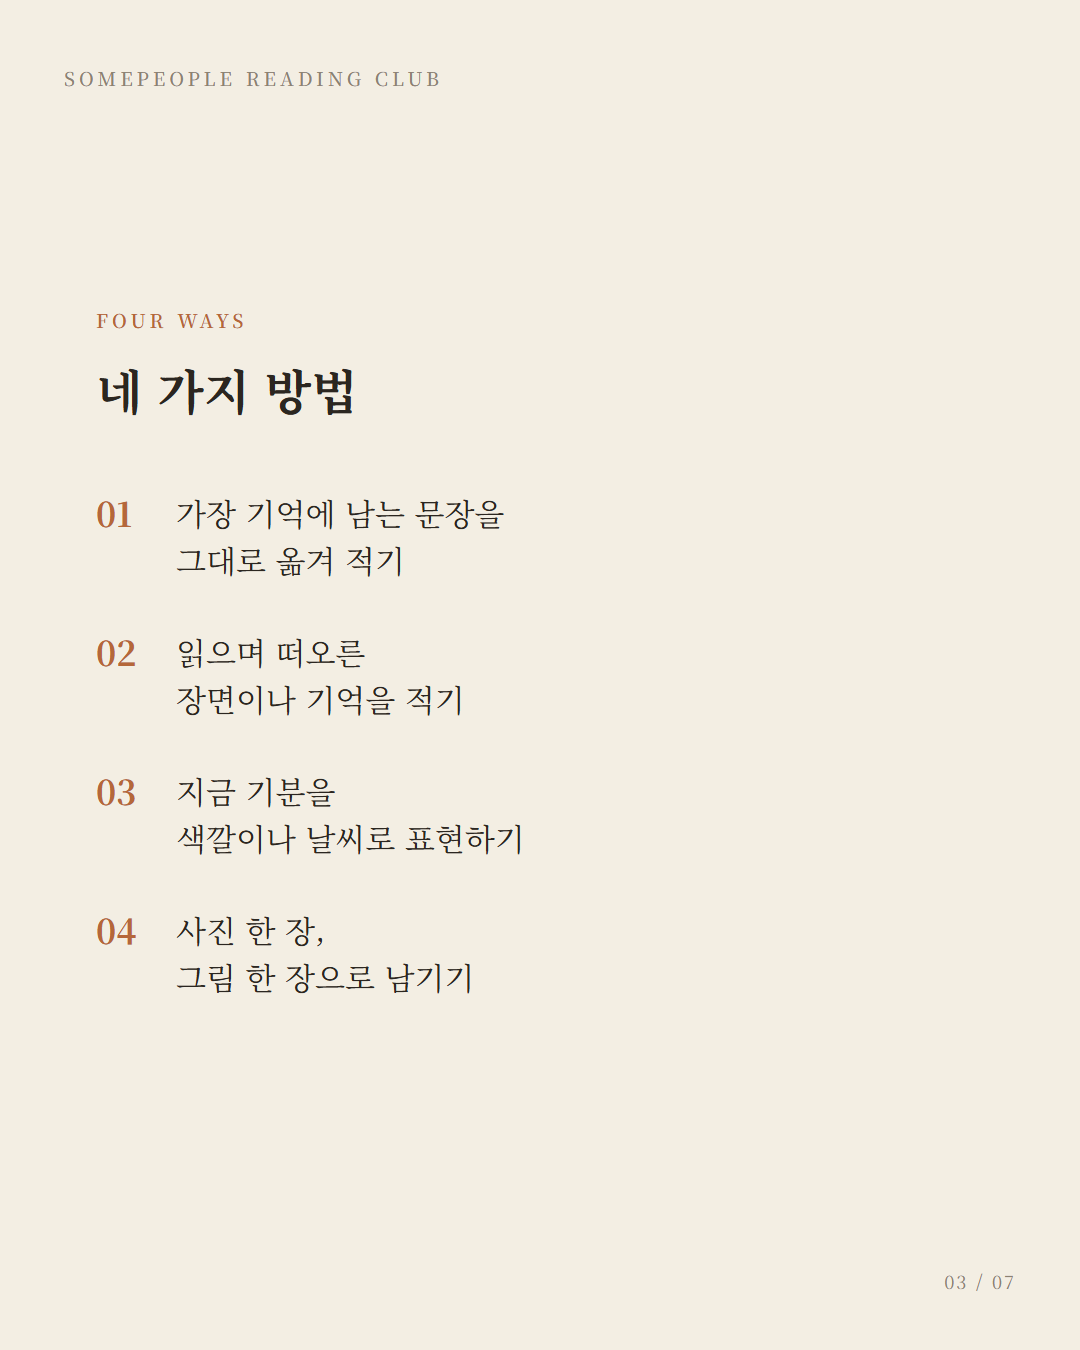 SOMEPEOPLE READING CLUB
FOUR WAYS
네 가지 방법
01 가장 기억에 남는 문장을
그대로 옮겨 적기
02 읽으며 떠오른
장면이나 기억을 적기
03 지금 기분을
색깔이나 날씨로 표현하기
04 사진 한 장,
그림 한 장으로 남기기
03 / 07